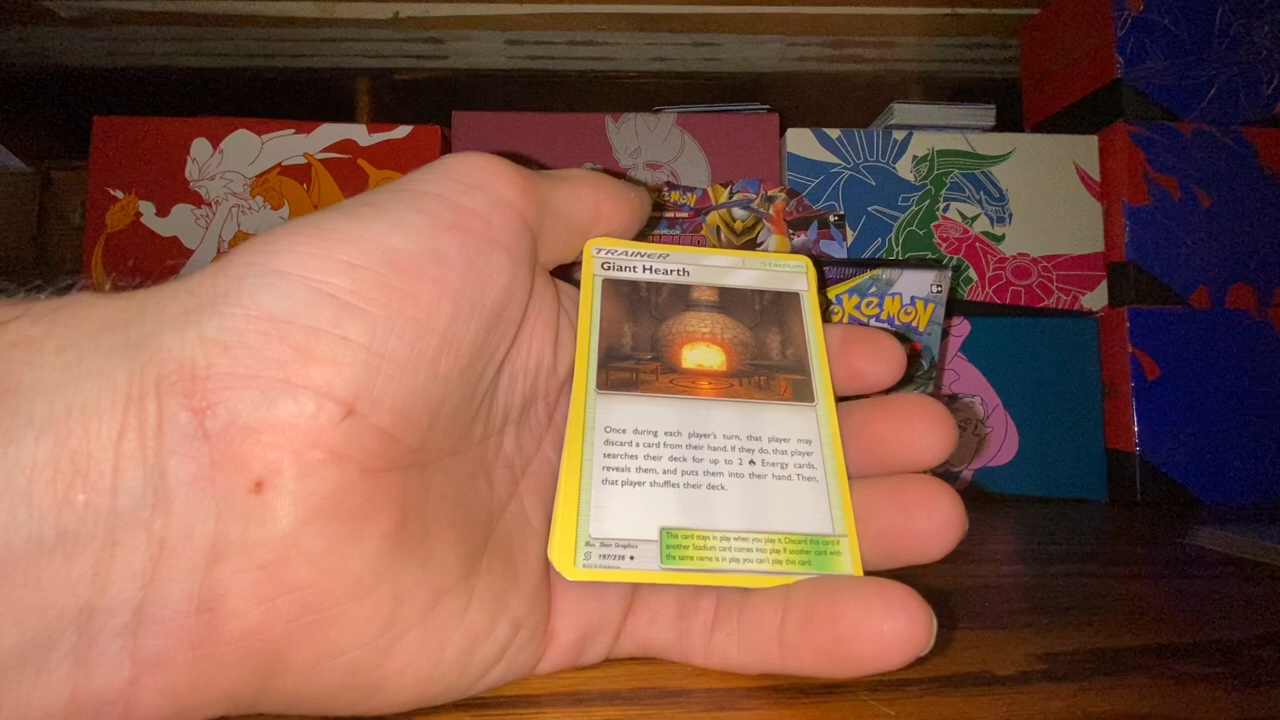 POKÉMON
6+
TRAINER
Stadium
Giant Hearth
6+
POKÉMON
Once during each player's turn, that player may
discard a card from their hand. If they do, that player
searches their deck for up to 2 Energy cards,
reveals them, and puts them into their hand. Then,
that player shuffles their deck.
This card stays in play when you play it. Discard this card if
another Stadium card comes into play. If another card with
the same name is in play, you can't play this card.
197/236